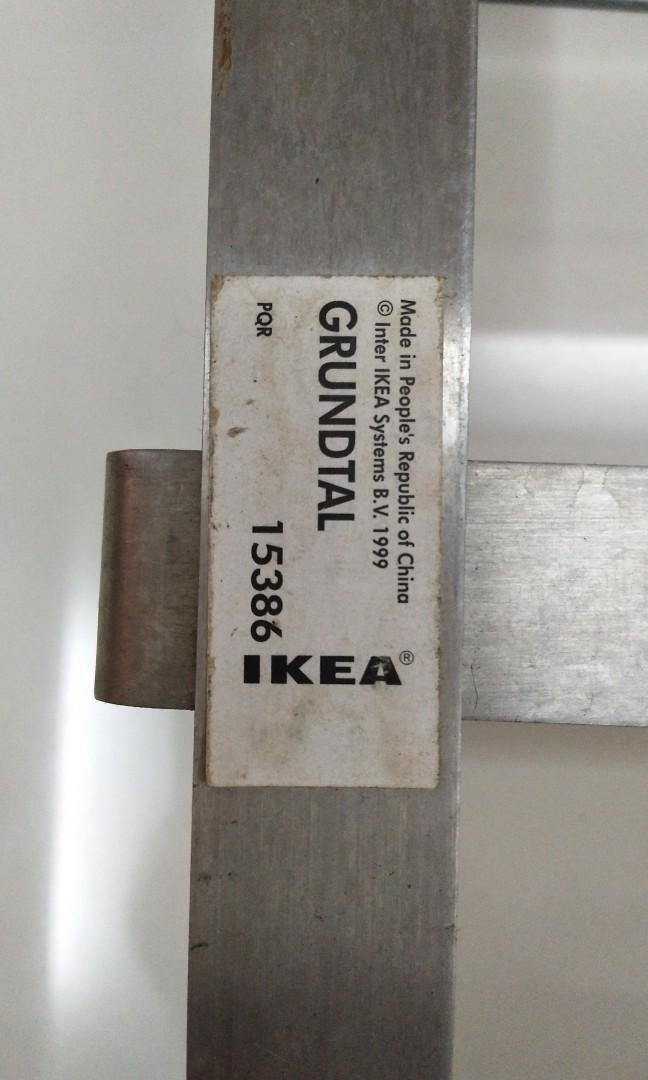 Made in People's Republic of China
© Inter IKEA Systems B.V. 1999
GRUNDTAL
PQR 15386
IKEA®